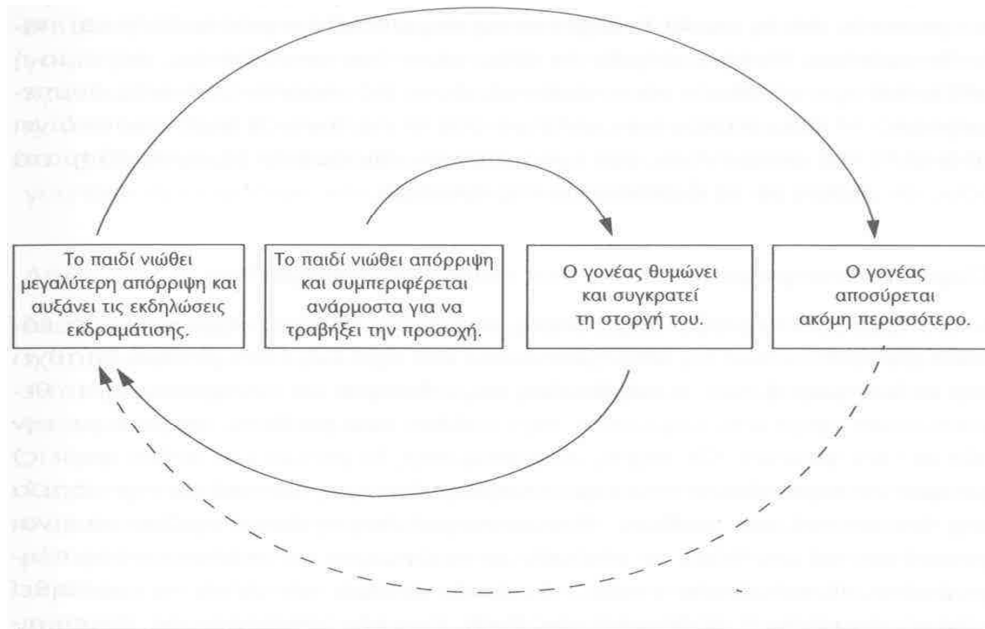 Το παιδί νιώθει
μεγαλύτερη απόρριψη και
αυξάνει τις εκδηλώσεις
εκδραμάτισης.
Το παιδί νιώθει απόρριψη
και συμπεριφέρεται
ανάρμοστα για να
τραβήξει την προσοχή.
Ο γονέας θυμώνει
και συγκρατεί
τη στοργή του.
Ο γονέας
αποσύρεται
ακόμη περισσότερο.